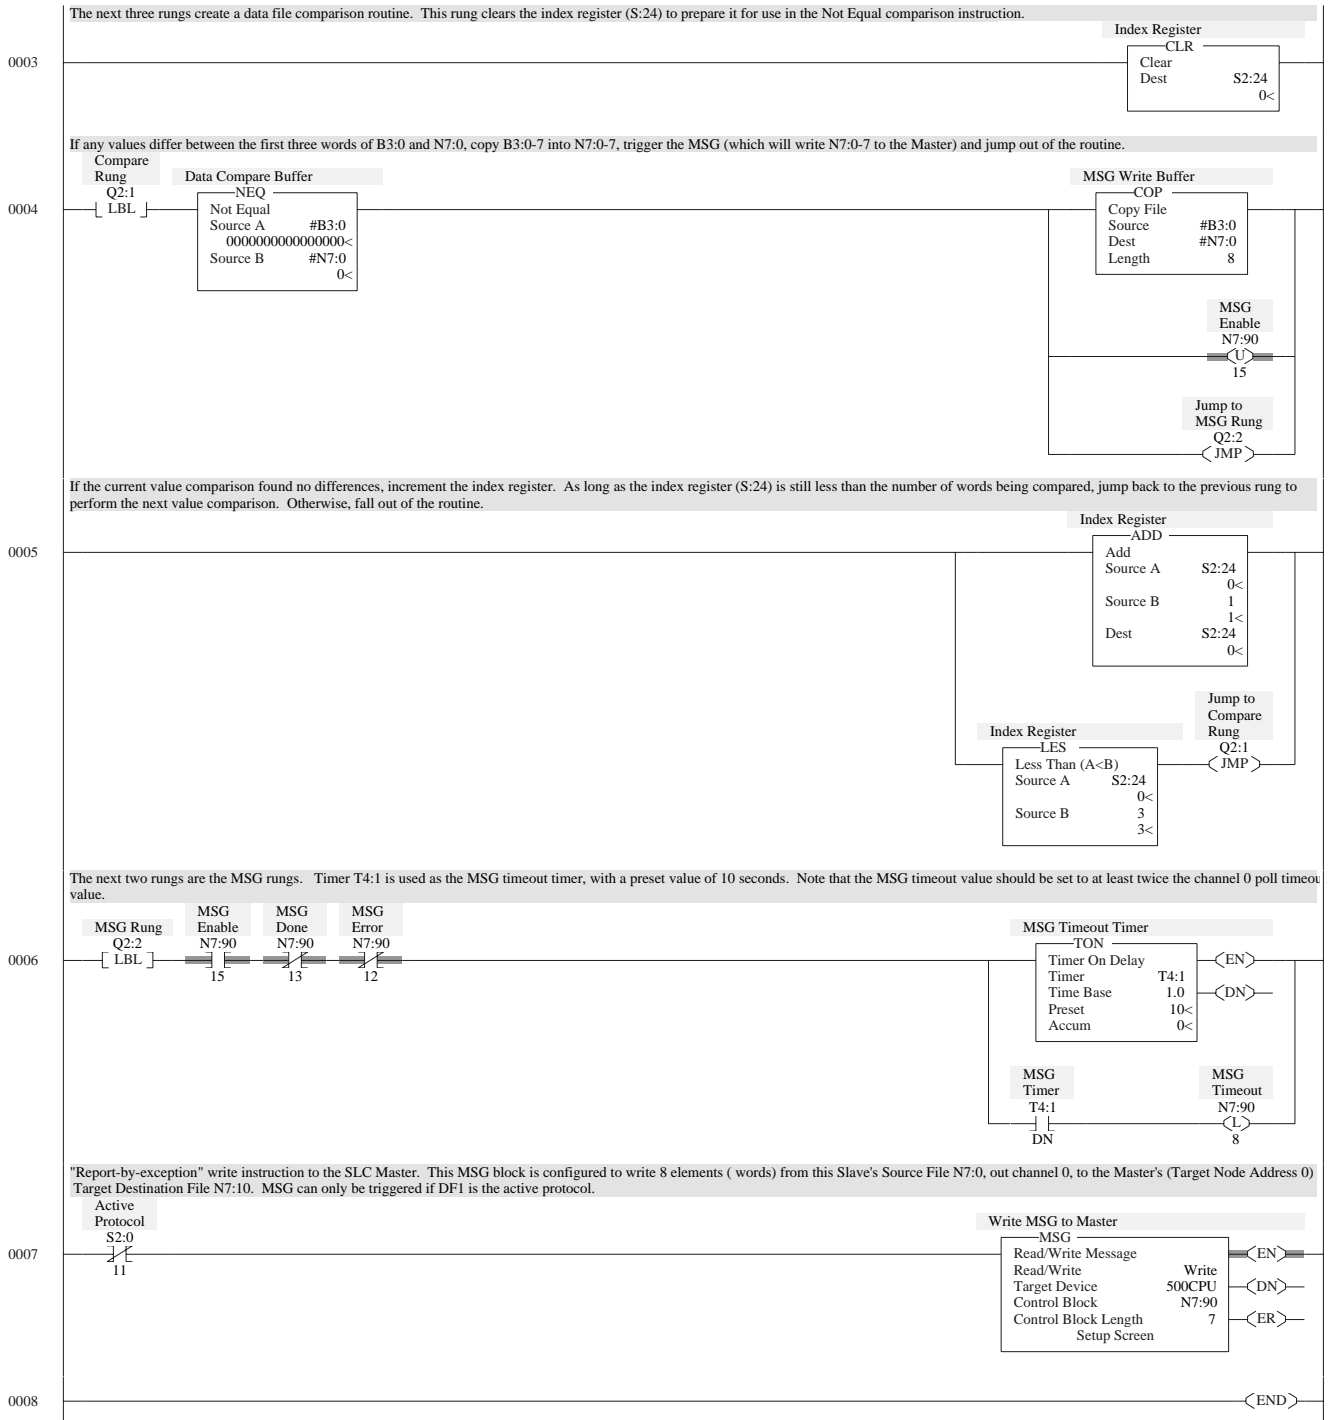 The next three rungs create a data file comparison routine.  This rung clears the index register (S:24) to prepare it for use in the Not Equal comparison instruction.
Index Register
0003
CLR
Clear
Dest S2:24
0<
If any values differ between the first three words of B3:0 and N7:0, copy B3:0-7 into N7:0-7, trigger the MSG (which will write N7:0-7 to the Master) and jump out of the routine.
Compare
Rung
Q2:1
LBL
0004
Data Compare Buffer
NEQ
Not Equal
Source A #B3:0
0000000000000000<
Source B #N7:0
0<
MSG Write Buffer
COP
Copy File
Source #B3:0
Dest #N7:0
Length 8
MSG
Enable
N7:90
U
15
Jump to
MSG Rung
Q2:2
JMP
If the current value comparison found no differences, increment the index register.  As long as the index register (S:24) is still less than the number of words being compared, jump back to the previous rung to
perform the next value comparison.  Otherwise, fall out of the routine.
0005
Index Register
ADD
Add
Source A S2:24
0<
Source B 1
1<
Dest S2:24
0<
Index Register
LES
Less Than (A<B)
Source A S2:24
0<
Source B 3
3<
Jump to
Compare
Rung
Q2:1
JMP
The next two rungs are the MSG rungs.   Timer T4:1 is used as the MSG timeout timer, with a preset value of 10 seconds.  Note that the MSG timeout value should be set to at least twice the channel 0 poll timeou
value.
0006
MSG Rung
Q2:2
LBL
MSG
Enable
N7:90
15
MSG
Done
N7:90
13
MSG
Error
N7:90
12
MSG Timeout Timer
TON
Timer On Delay
Timer T4:1
Time Base 1.0
Preset 10<
Accum 0<
EN
DN
MSG
Timer
T4:1
DN
MSG
Timeout
N7:90
L
8
"Report-by-exception" write instruction to the SLC Master.  This MSG block is configured to write 8 elements ( words) from this Slave's Source File N7:0, out channel 0, to the Master's (Target Node Address 0)
Target Destination File N7:10.  MSG can only be triggered if DF1 is the active protocol.
0007
Active
Protocol
S2:0
11
Write MSG to Master
MSG
Read/Write Message
Read/Write Write
Target Device 500CPU
Control Block N7:90
Control Block Length 7
Setup Screen
EN
DN
ER
0008
END